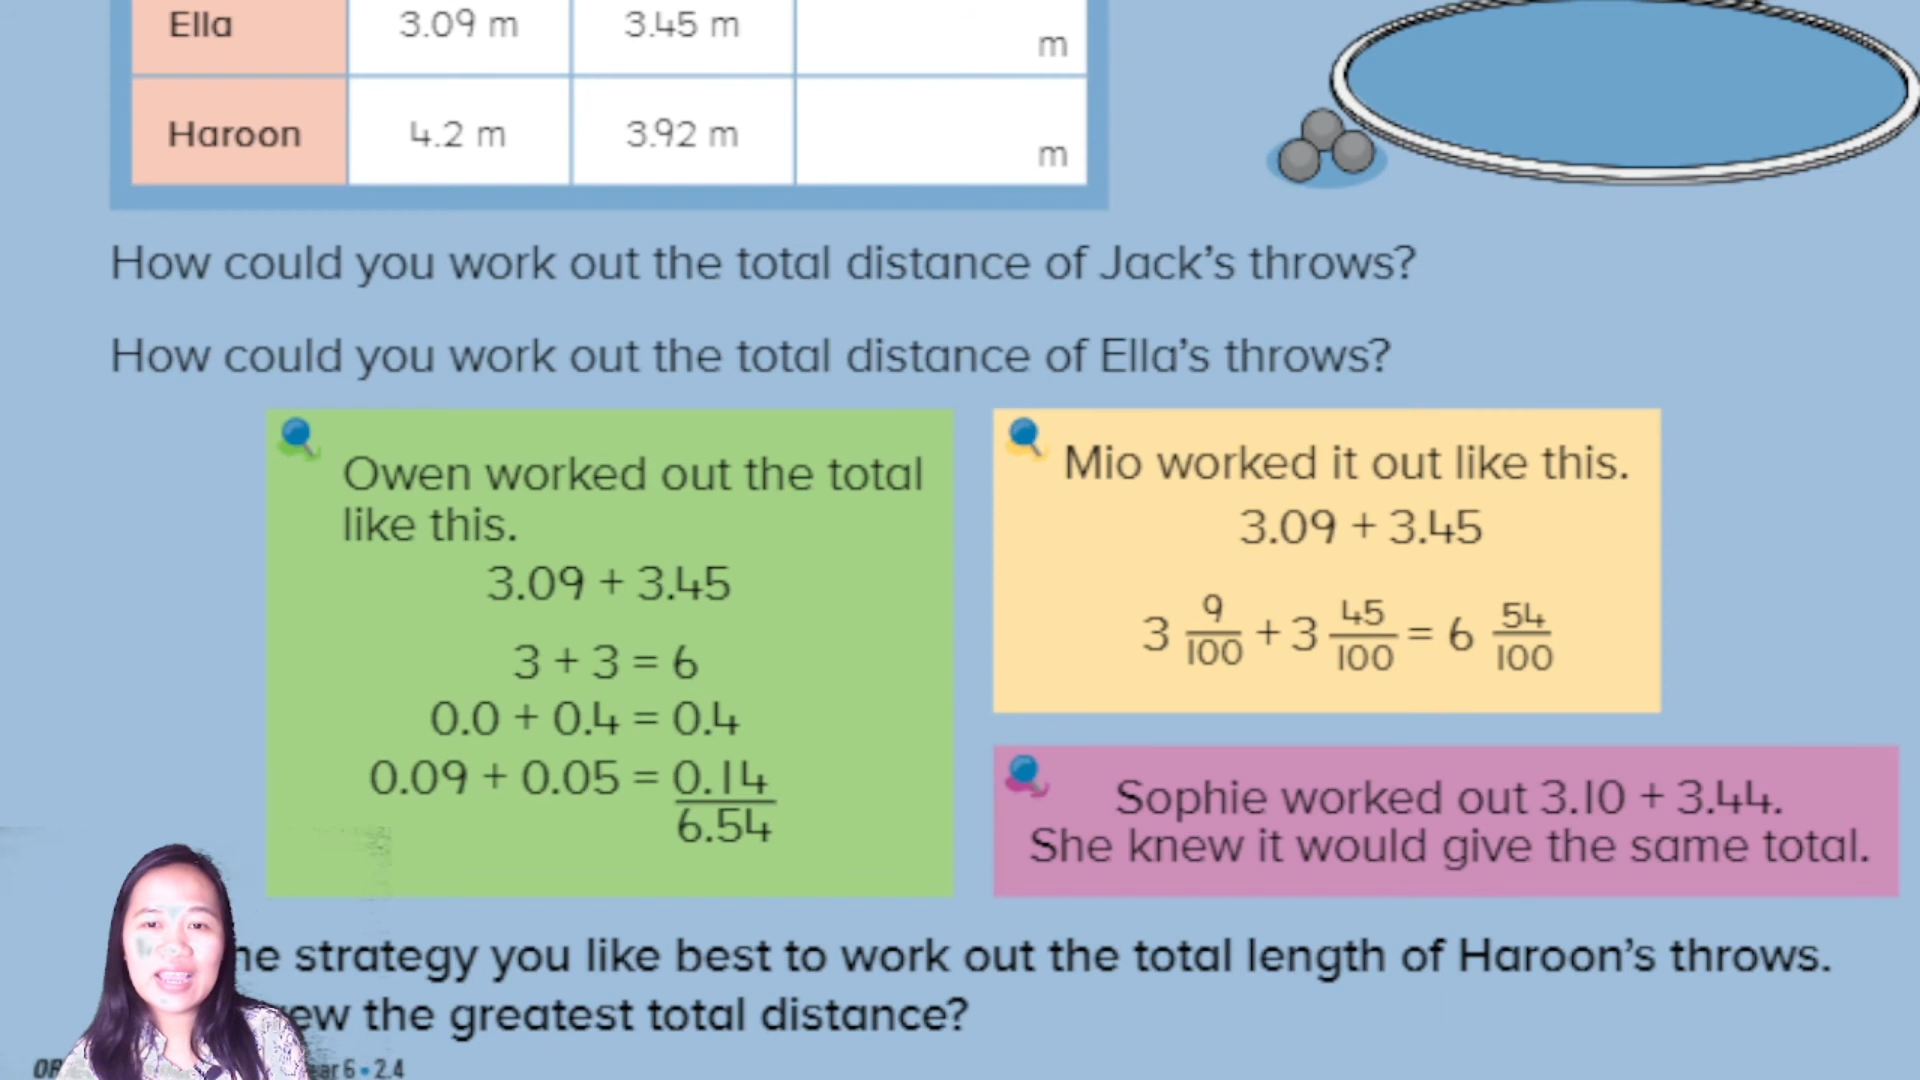 Ella 3.09 m 3.45 m m
Haroon 4.2 m 3.92 m m
How could you work out the total distance of Jack's throws?
How could you work out the total distance of Ella's throws?
Owen worked out the total
like this.
3.09 + 3.45
3 + 3 = 6
0.0 + 0.4 = 0.4
0.09 + 0.05 = 0.14
6.54
Mio worked it out like this.
3.09 + 3.45
3 9/100 + 3 45/100 = 6 54/100
Sophie worked out 3.10 + 3.44.
She knew it would give the same total.
strategy you like best to work out the total length of Haroon's throws.
the greatest total distance?
6 • 2.4